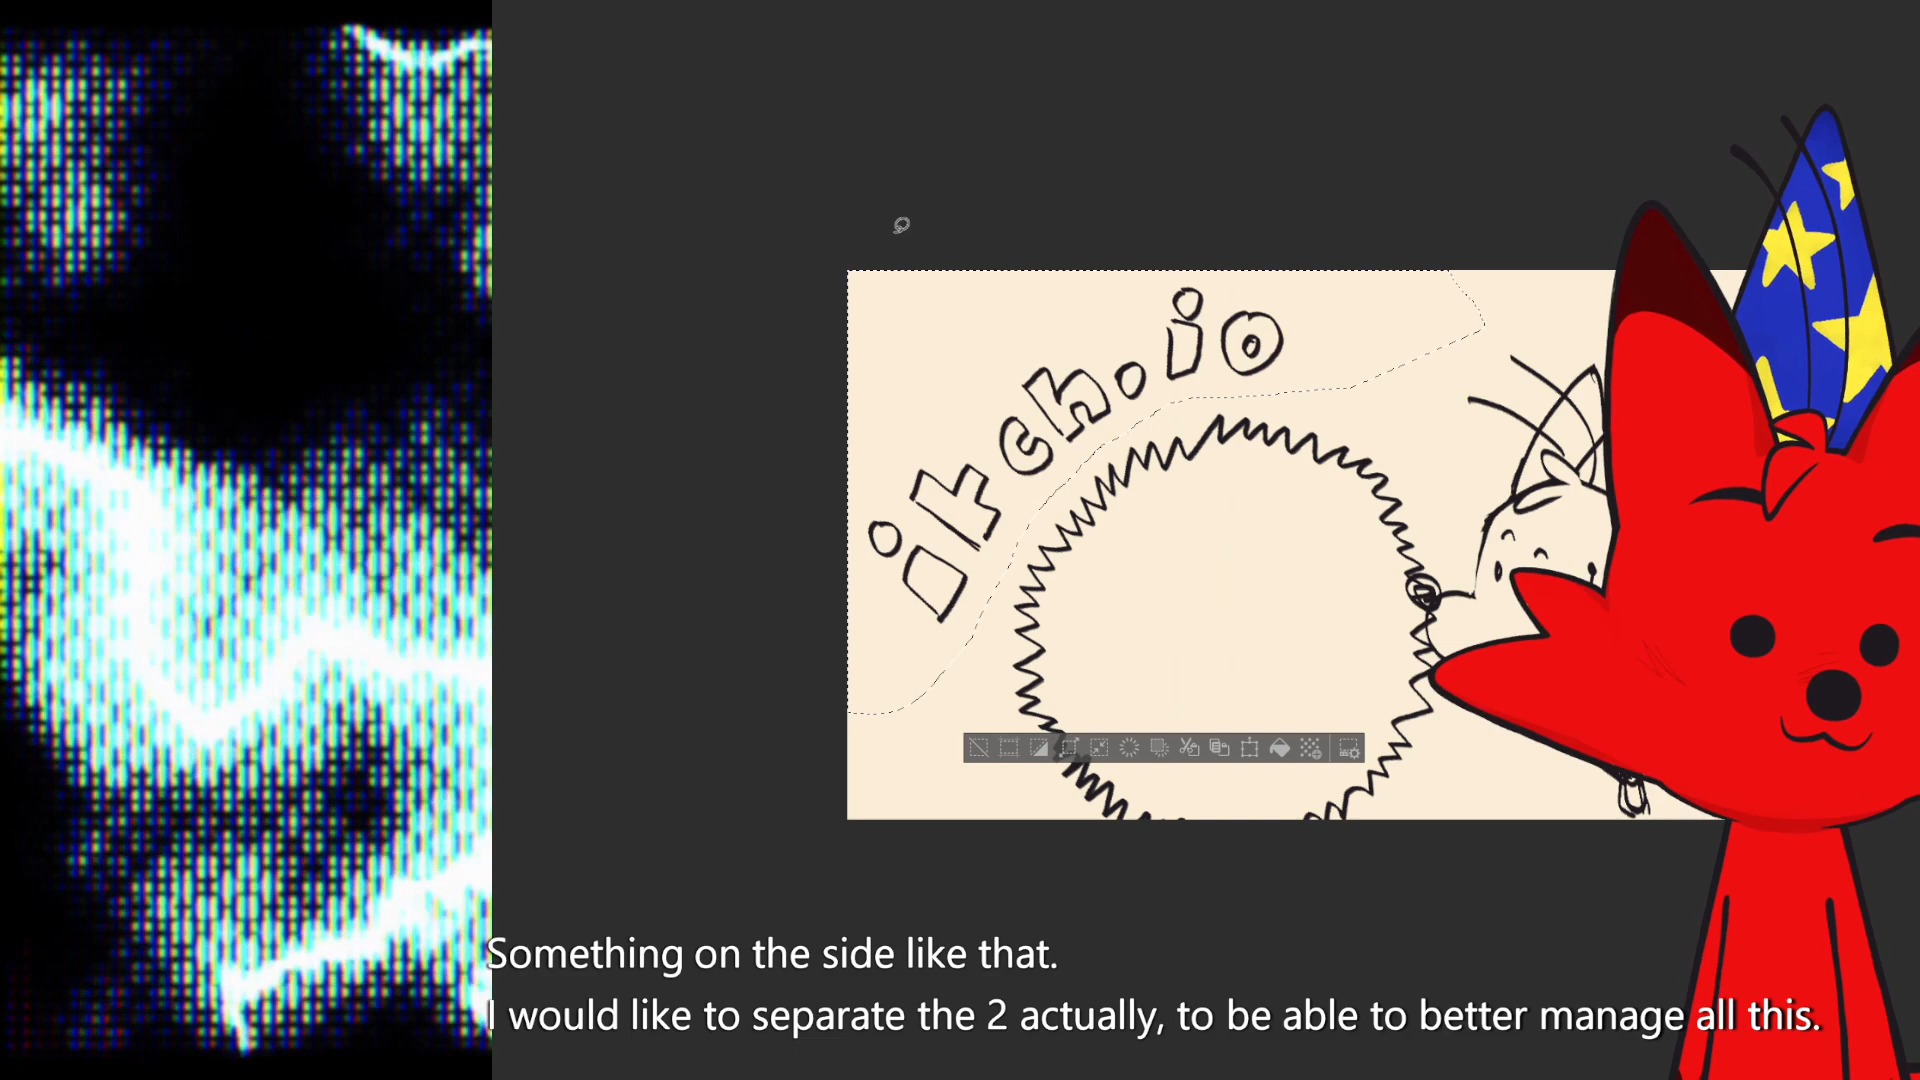 itch.io
Something on the side like that.
I would like to separate the 2 actually, to be able to better manage all this.